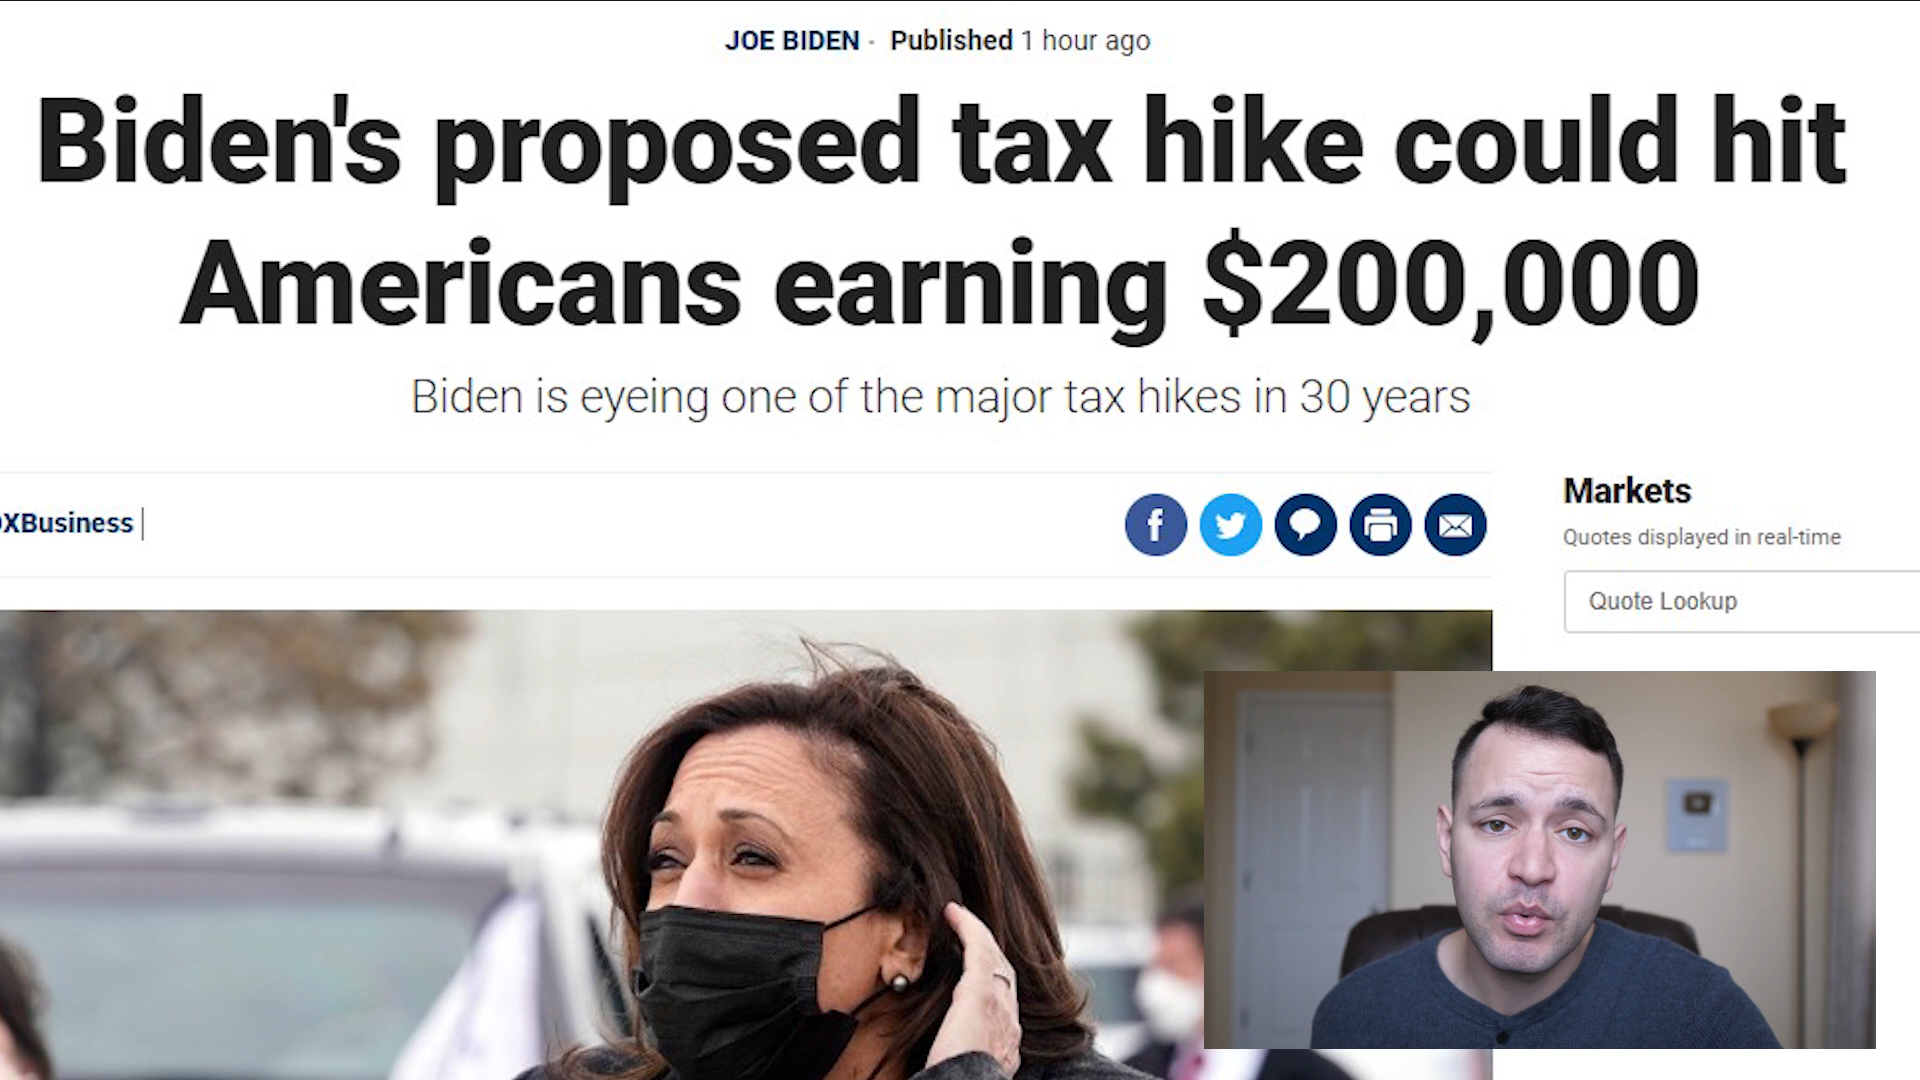 JOE BIDEN · Published 1 hour ago
Biden's proposed tax hike could hit
Americans earning $200,000
Biden is eyeing one of the major tax hikes in 30 years
OXBusiness
Markets
Quotes displayed in real-time
Quote Lookup